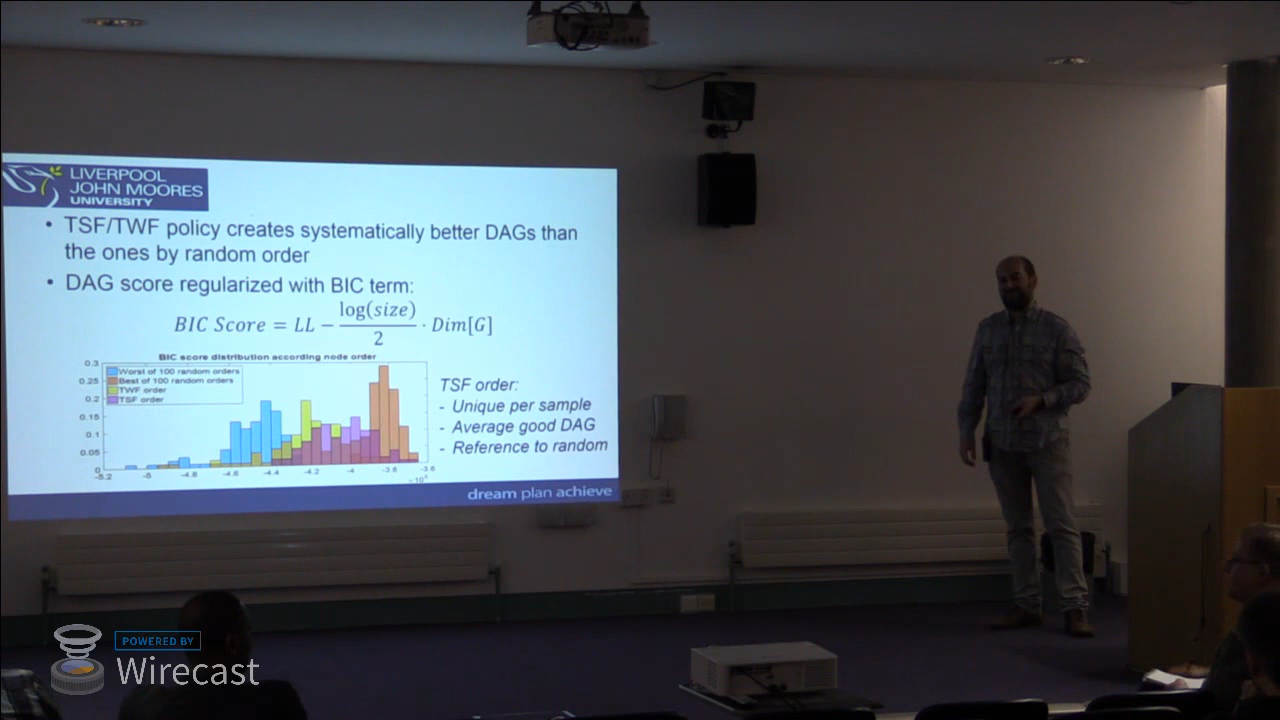 LIVERPOOL
JOHN MOORES
UNIVERSITY
• TSF/TWF policy creates systematically better DAGs than
the ones by random order
• DAG score regularized with BIC term:
BIC Score = LL − log(size)/2 · Dim[G]
BIC score distribution according node order
Worst of 100 random orders
Best of 100 random orders
TWF order
TSF order
0.3
0.25
0.2
0.15
0.1
0.05
0
-5.2 -5 -4.8 -4.6 -4.4 -4.2 -4 -3.8 -3.6
TSF order:
- Unique per sample
- Average good DAG
- Reference to random
dream plan achieve
POWERED BY
Wirecast